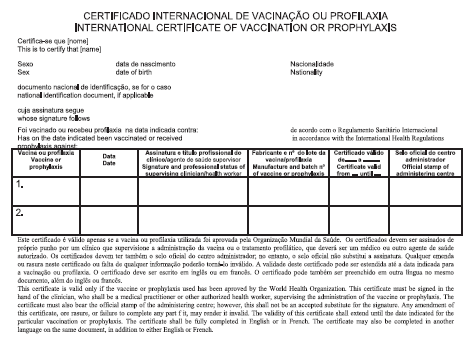 CERTIFICADO INTERNACIONAL DE VACINAÇÃO OU PROFILAXIA
INTERNATIONAL CERTIFICATE OF VACCINATION OR PROPHYLAXIS
Certifica-se que [nome]
This is to certify that [name]
Sexo data de nascimento Nacionalidade
Sex date of birth Nationality
documento nacional de identificação, se for o caso
national identification document, if applicable
cuja assinatura segue
whose signature follows
Foi vacinado ou recebeu profilaxia na data indicada contra: de acordo com o Regulamento Sanitário Internacional
Has on the date indicated been vaccinated or received in accordance with the International Health Regulations
prophylaxis against:
Vacina ou profilaxia
Vaccine or
prophylaxis
Data
Date
Assinatura e título profissional do
clínico/agente de saúde supervisor
Signature and professional status of
supervising clinician/health worker
Fabricante e nº do lote da
vacina/profilaxia
Manufacture and batch nº
of vaccine or prophylaxis
Certificado válido
de__ a __
Certificate valid
from __ until __
Selo oficial do centro
administrador
Official stamp of
administering centre
1.
2.
Este certificado é válido apenas se a vacina ou profilaxia utilizada foi aprovada pela Organização Mundial da Saúde. Os certificados devem ser assinados de
próprio punho por um clínico que supervisione a administração da vacina ou o tratamento profilático, que deverá ser um médico ou outro agente de saúde
autorizado. Os certificados devem ter também o selo oficial do centro administrador; no entanto, o selo oficial não substitui a assinatura. Qualquer emenda
ou rasura neste certificado ou falta de qualquer informação poderão torná-lo inválido. A validade deste certificado pode ser estendida até a data indicada para
a vacinação ou profilaxia. O certificado deve ser escrito em inglês ou em francês. O certificado pode também ser preenchido em outra língua no mesmo
documento, além do inglês ou francês.
This certificate is valid only if the vaccine or prophylaxis used has been approved by the World Health Organization. This certificate must be signed in the
hand of the clinician, who shall be a medical practitioner or other authorized health worker, supervising the administration of the vaccine or prophylaxis. The
certificate must also bear the official stamp of the administering centre; however, this shall not be an accepted substitute for the signature. Any amendment of
this certificate, or erasure, or failure to complete any part f it, may render it invalid. The validity of this certificate shall extend until the date indicated for the
particular vaccination or prophylaxis. The certificate shall be fully completed in English or in French. The certificate may also be completed in another
language on the same document, in addition to either English or French.